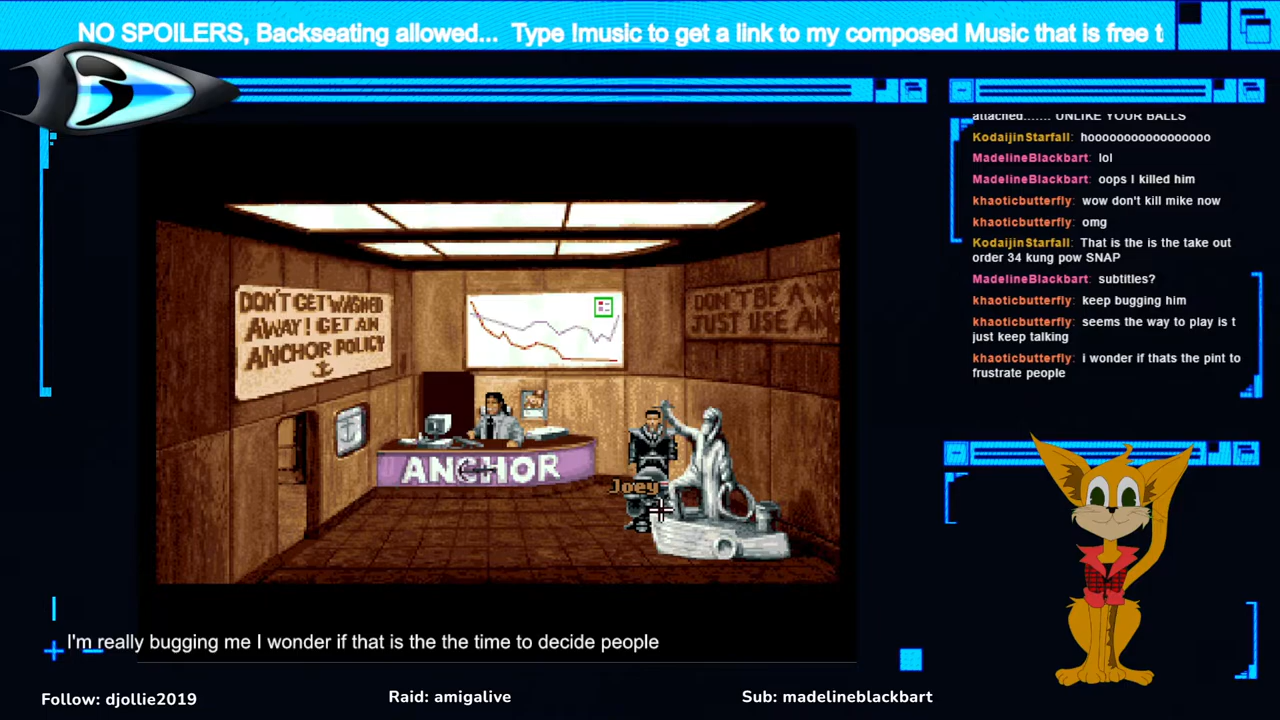 NO SPOILERS, Backseating allowed... Type !music to get a link to my composed Music that is free t
attached....... UNLIKE YOUR BALLS
KodaijinStarfall: hooooooooooooooooo
MadelineBlackbart: lol
MadelineBlackbart: oops I killed him
khaoticbutterfly: wow don't kill mike now
khaoticbutterfly: omg
KodaijinStarfall: That is the is the take out
order 34 kung pow SNAP
MadelineBlackbart: subtitles?
khaoticbutterfly: keep bugging him
khaoticbutterfly: seems the way to play is t
just keep talking
khaoticbutterfly: i wonder if thats the pint to
frustrate people
DON'T GET WASHED
AWAY! GET AN
ANCHOR POLICY
DON'T BE A W
JUST USE AN
ANCHOR
Joey
I'm really bugging me I wonder if that is the the time to decide people
Follow: djollie2019
Raid: amigalive
Sub: madelineblackbart